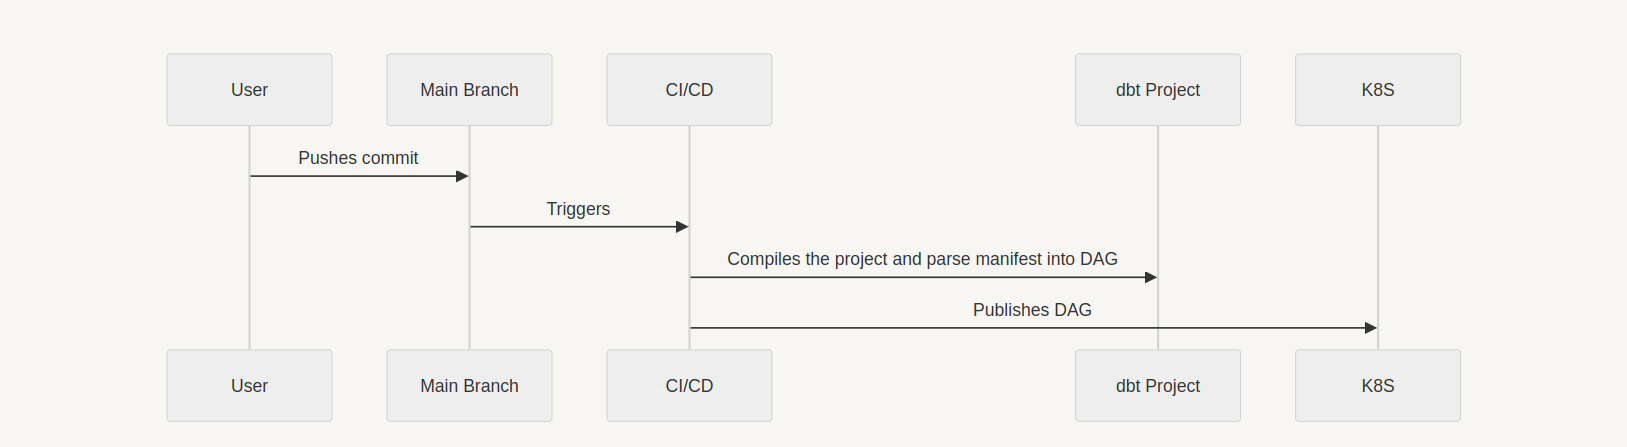 User
Main Branch
CI/CD
dbt Project
K8S
Pushes commit
Triggers
Compiles the project and parse manifest into DAG
Publishes DAG
User
Main Branch
CI/CD
dbt Project
K8S